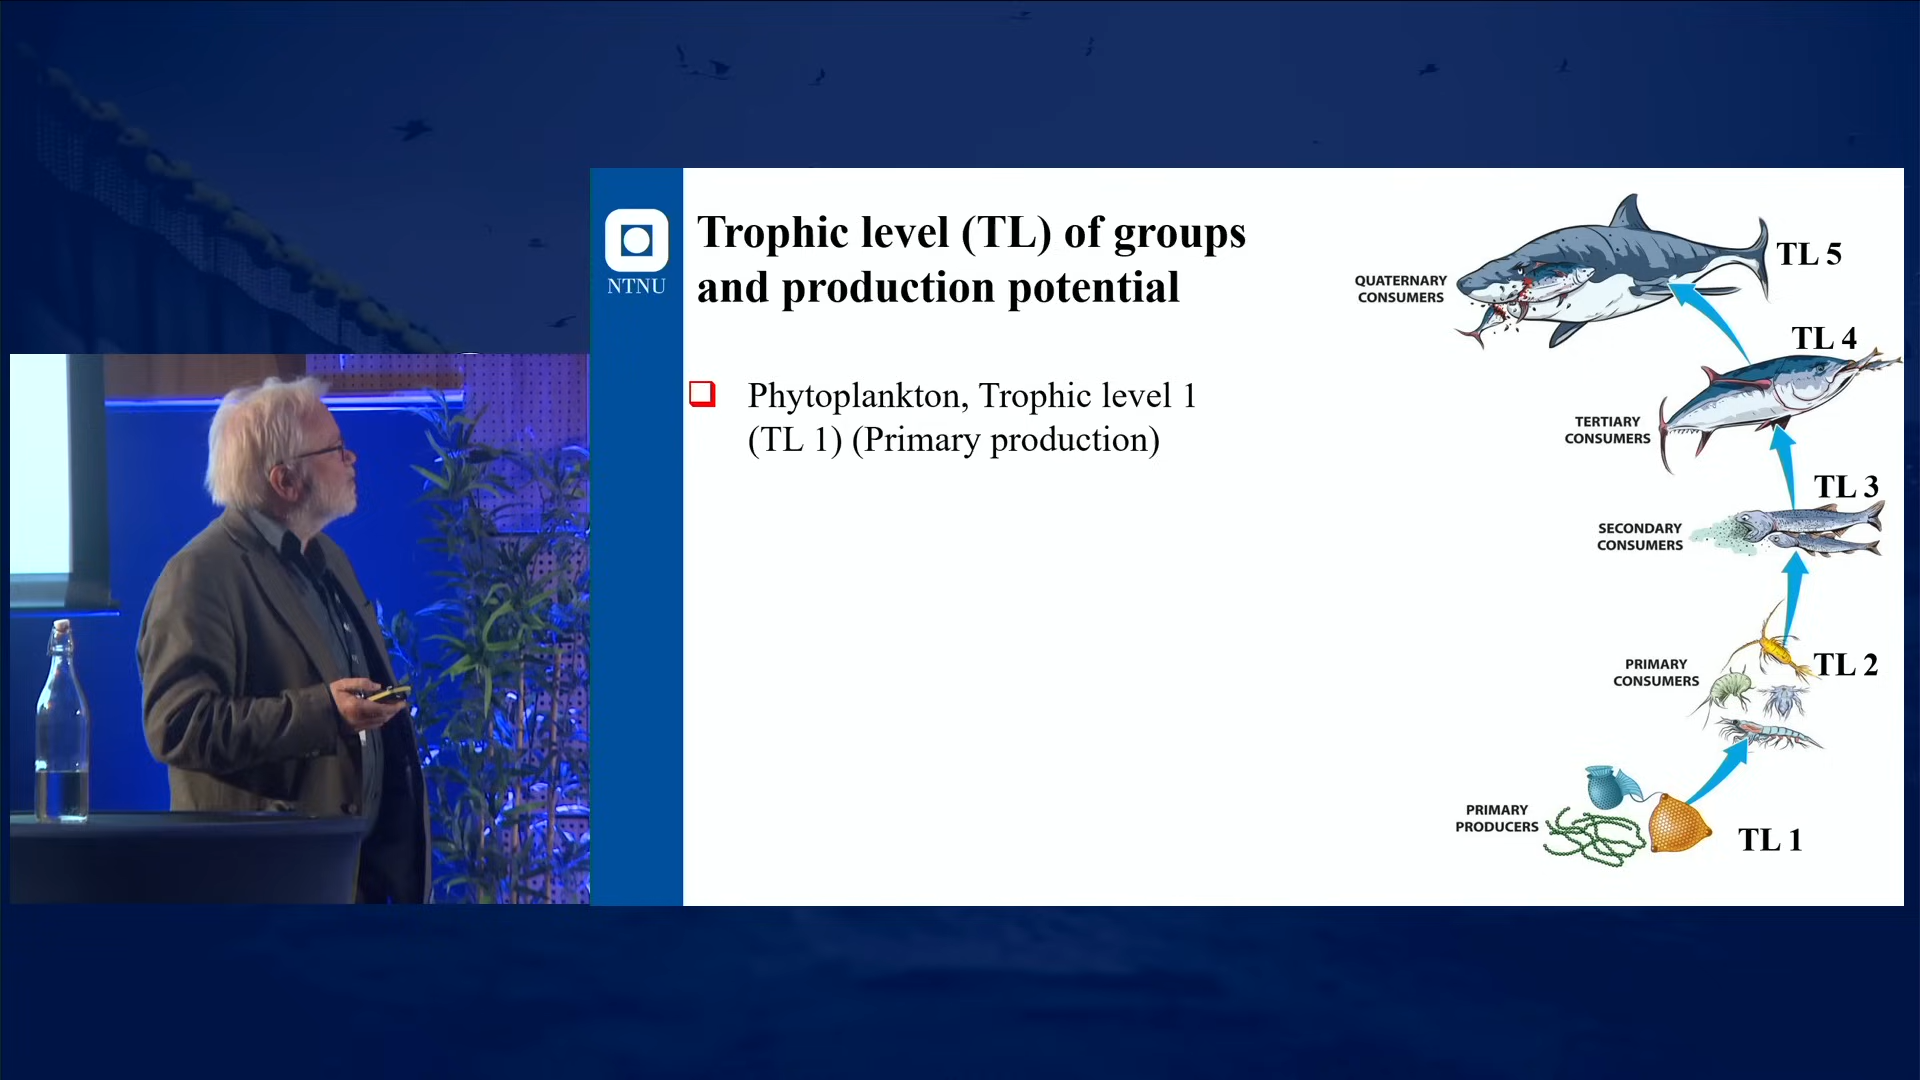 NTNU
Trophic level (TL) of groups
and production potential
Phytoplankton, Trophic level 1
(TL 1) (Primary production)
TL 5
QUATERNARY
CONSUMERS
TL 4
TERTIARY
CONSUMERS
TL 3
SECONDARY
CONSUMERS
TL 2
PRIMARY
CONSUMERS
PRIMARY
PRODUCERS
TL 1